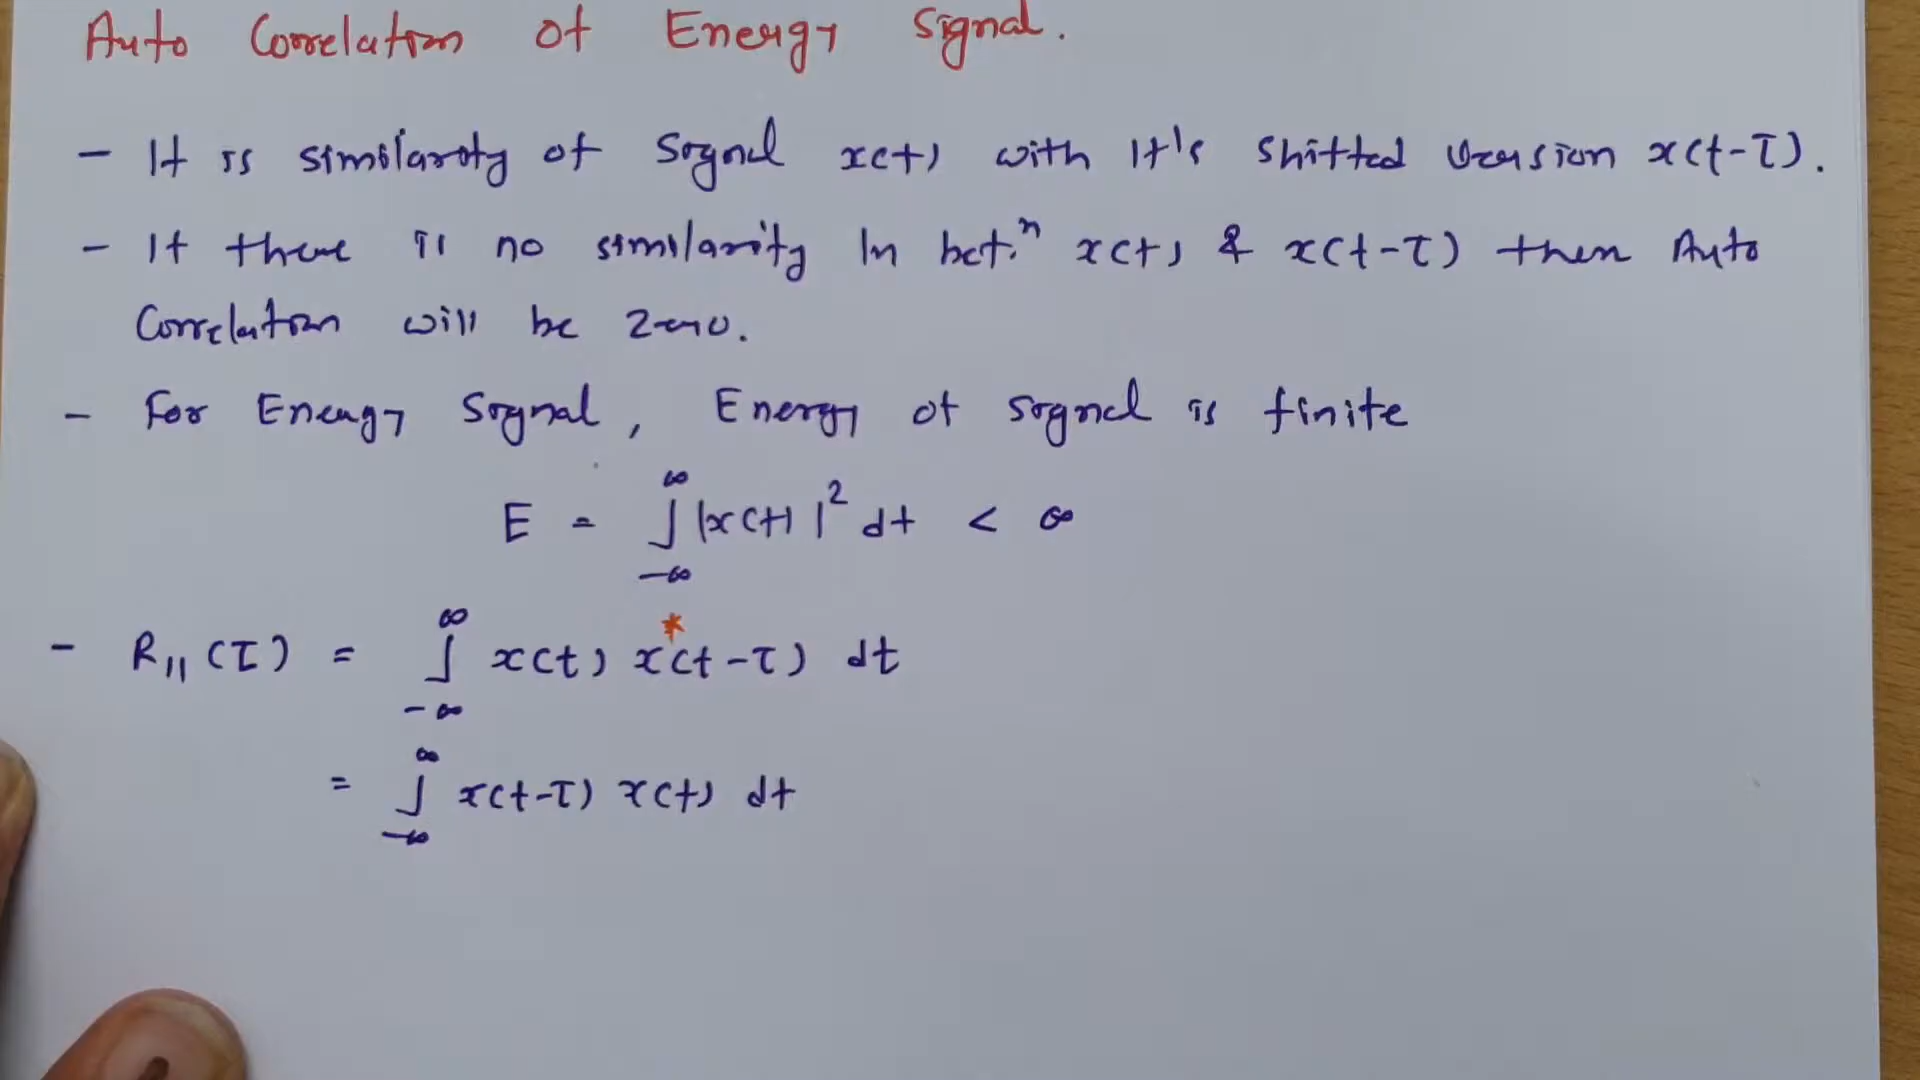 Auto Correlation of Energy Signal.
- It is similarity of signal x(t) with It's shifted version x(t-τ).
- If there is no similarity In bet.ⁿ x(t) & x(t-τ) then Auto
Correlation will be zero.
- For Energy Signal, Energy of signal is finite
E = ∫_{-∞}^{∞} |x(t)|² dt < ∞
- R₁₁(τ) = ∫_{-∞}^{∞} x(t) x*(t-τ) dt
= ∫_{-∞}^{∞} x(t-τ) x(t) dt